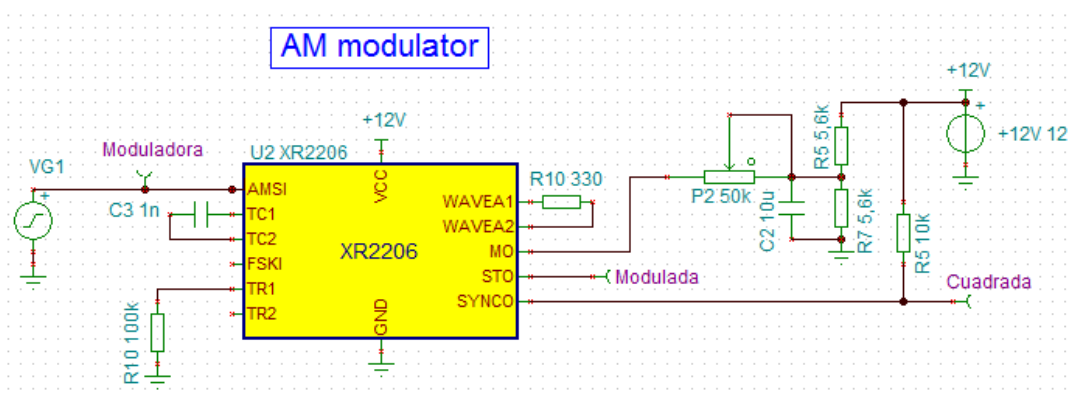 AM modulator
+12V
+12V
+
+12V 12
R5 5,6k
Moduladora
U2 XR2206
VG1
+
AMSI
VCC
R10 330
P2 50k
WAVEA1
C3 1n
TC1
WAVEA2
C2 10u
R7 5,6k
R5 10k
TC2
XR2206
MO
FSKI
STO
Modulada
TR1
SYNCO
Cuadrada
TR2
GND
R10 100k